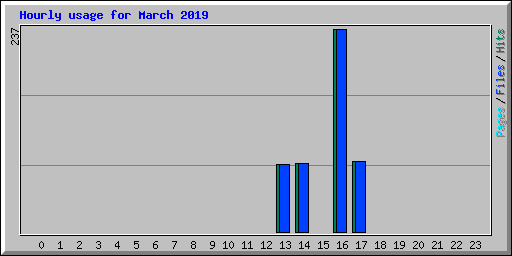 Hourly usage for March 2019
237
Pages/Files/Hits
0 1 2 3 4 5 6 7 8 9 10 11 12 13 14 15 16 17 18 19 20 21 22 23